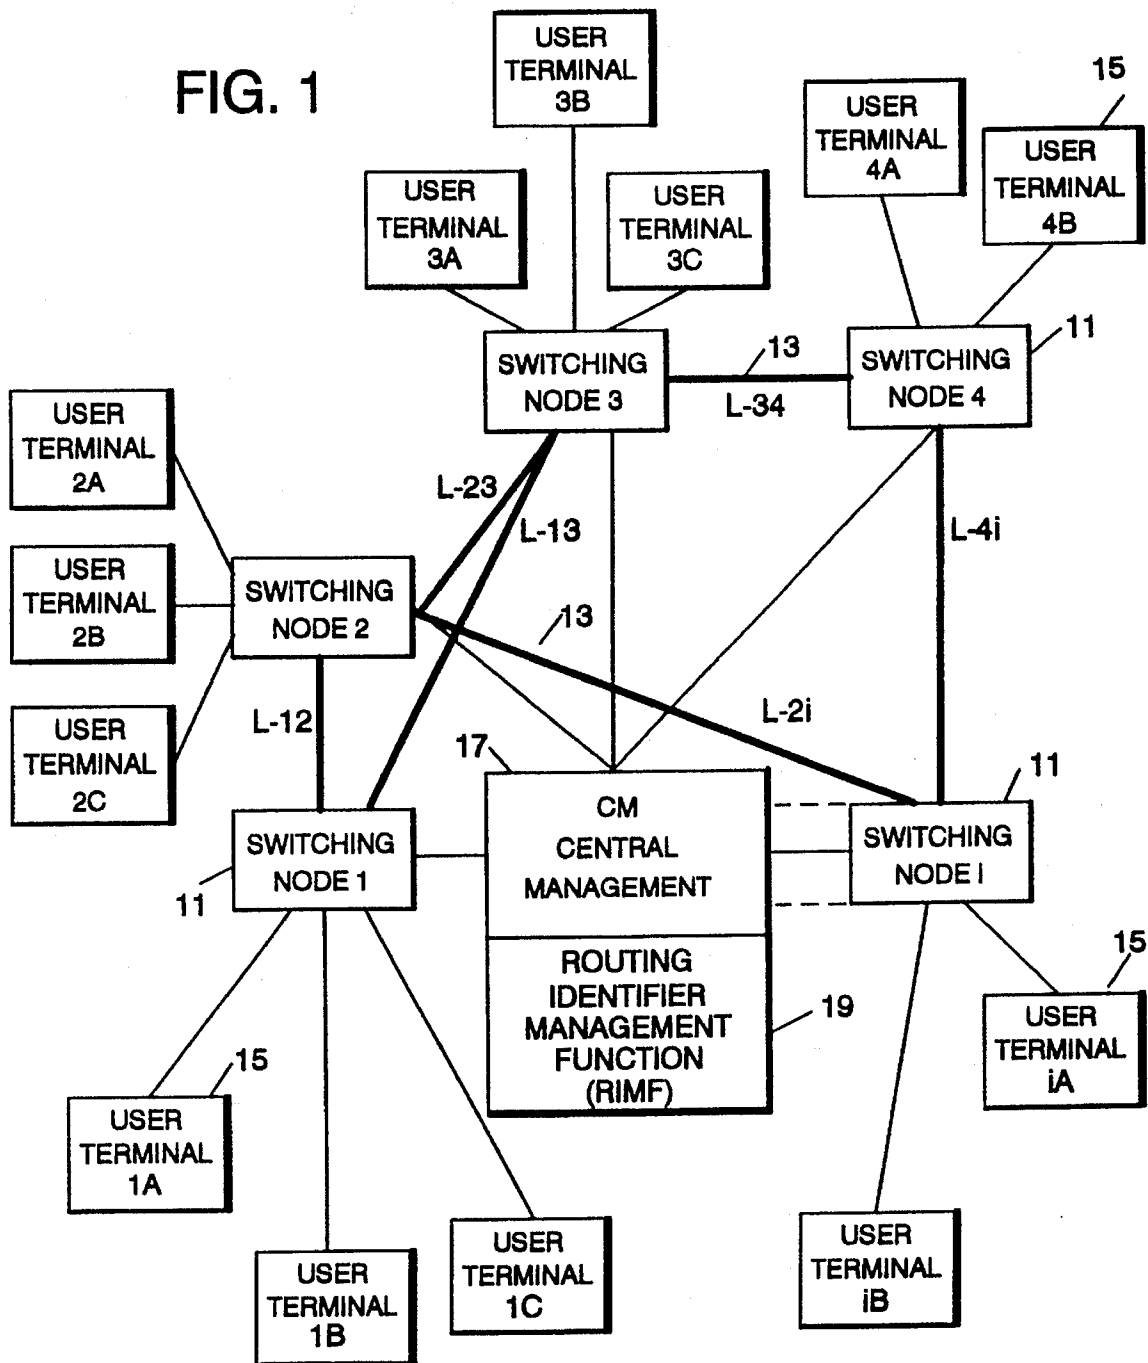 FIG. 1
USER
TERMINAL
3B
15
USER
TERMINAL
4A
USER
TERMINAL
4B
USER
TERMINAL
3A
USER
TERMINAL
3C
SWITCHING
NODE 3
13
L-34
SWITCHING
NODE 4
11
USER
TERMINAL
2A
L-23
L-13
L-4i
USER
TERMINAL
2B
SWITCHING
NODE 2
13
USER
TERMINAL
2C
L-12
L-2i
17
11
SWITCHING
NODE 1
11
CM
CENTRAL
MANAGEMENT
SWITCHING
NODE i
ROUTING
IDENTIFIER
MANAGEMENT
FUNCTION
(RIMF)
19
15
USER
TERMINAL
iA
15
USER
TERMINAL
1A
USER
TERMINAL
1B
USER
TERMINAL
1C
USER
TERMINAL
iB